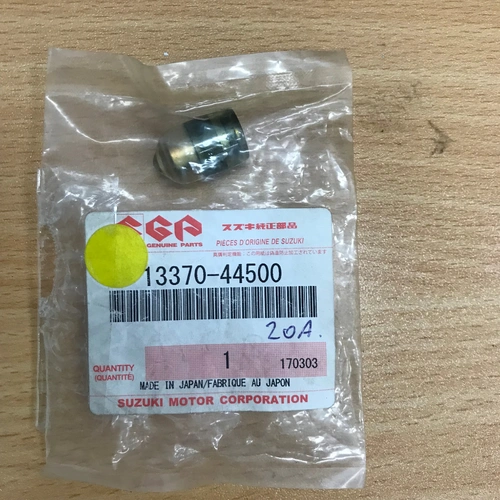 SGP
スズキ純正部品
GENUINE PARTS
PIECES D'ORIGINE DE SUZUKI
13370-44500
20A.
QUANTITY
(QUANTITÉ)
1
170303
MADE IN JAPAN/FABRIQUE AU JAPON
SUZUKI MOTOR CORPORATION